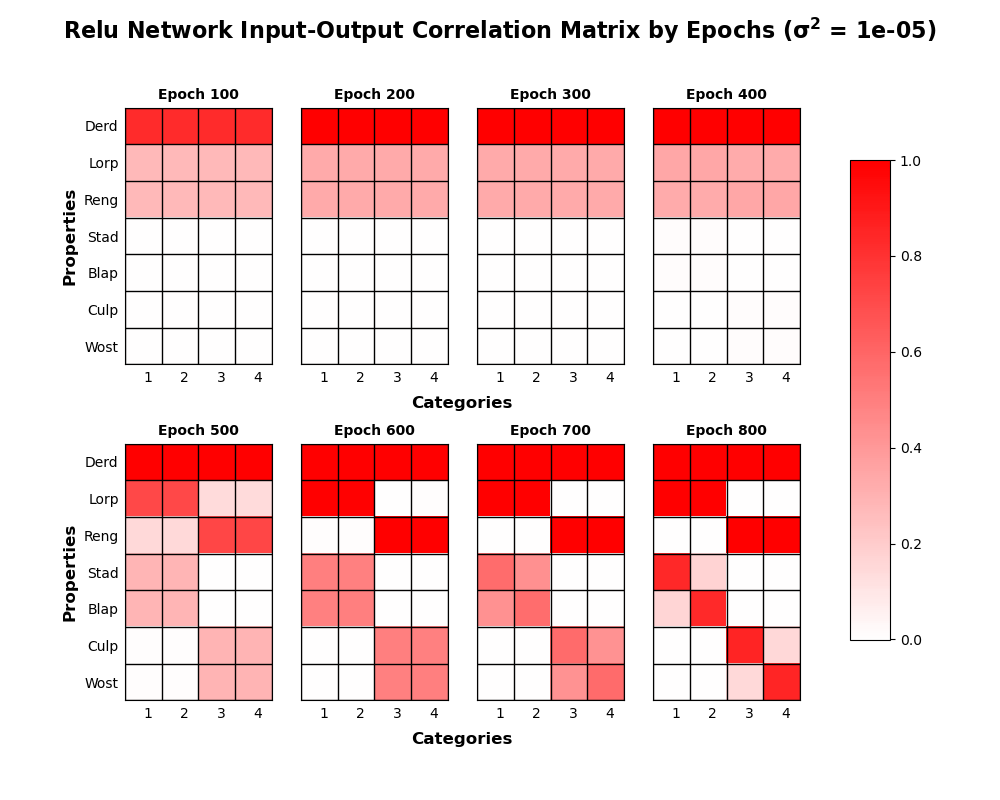 Relu Network Input-Output Correlation Matrix by Epochs (σ² = 1e-05)
Epoch 100 Epoch 200 Epoch 300 Epoch 400
Derd
Lorp
Reng
Stad
Blap
Culp
Wost
Properties
1 2 3 4 1 2 3 4 1 2 3 4 1 2 3 4
Categories
Epoch 500 Epoch 600 Epoch 700 Epoch 800
Derd
Lorp
Reng
Stad
Blap
Culp
Wost
Properties
1 2 3 4 1 2 3 4 1 2 3 4 1 2 3 4
Categories
1.0
0.8
0.6
0.4
0.2
0.0